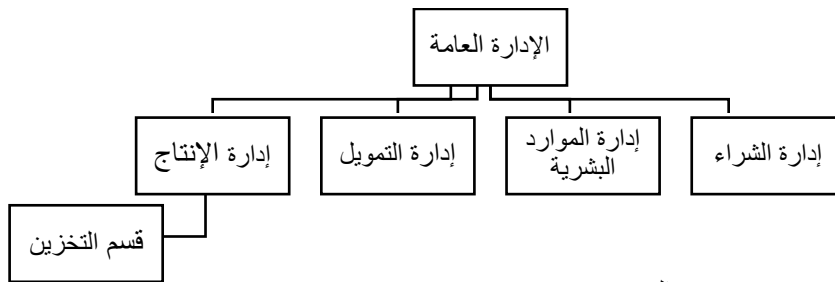 الإدارة العامة
إدارة الشراء
إدارة الموارد
البشرية
إدارة التمويل
إدارة الإنتاج
قسم التخزين